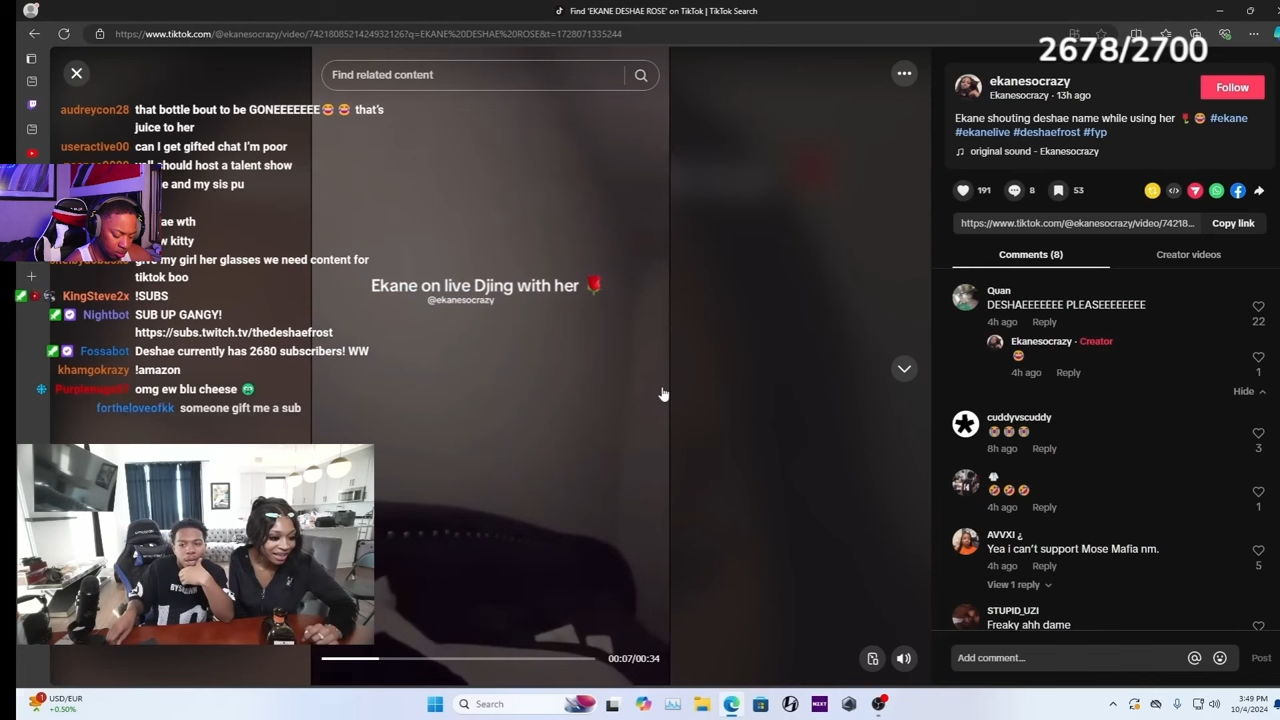 Find 'EKANE DESHAE ROSE' on TikTok | TikTok Search
https://www.tiktok.com/@ekanesocrazy/video/7421808521424932126?q=EKANE%20DESHAE%20ROSE&t=1728071335244
2678/2700
Find related content
audreycon28 that bottle bout to be GONEEEEEE😂 😂 that's
juice to her
useractive00 can I get gifted chat I'm poor
should host a talent show
and my sis pu
wth
kitty
give my girl her glasses we need content for
tiktok boo
KingSteve2x !SUBS
Nightbot SUB UP GANGY!
https://subs.twitch.tv/thedeshaefrost
Fossabot Deshae currently has 2680 subscribers! WW
khamgokrazy !amazon
omg ew blu cheese 🤢
fortheloveofkk someone gift me a sub
Ekane on live Djing with her 🌹
@ekanesocrazy
00:07/00:34
ekanesocrazy
Ekanesocrazy · 13h ago
Follow
Ekane shouting deshae name while using her 🌹 😂 #ekane
#ekanelive #deshaefrost #fyp
♫ original sound - Ekanesocrazy
191
8
53
https://www.tiktok.com/@ekanesocrazy/video/74218...
Copy link
Comments (8)
Creator videos
Quan
DESHAEEEEEEE PLEASEEEEEEEE
4h ago Reply
22
Ekanesocrazy · Creator
😂
4h ago Reply
1
Hide
cuddyvscuddy
8h ago Reply
3
🤣🤣🤣
4h ago Reply
1
AVVXI ¿
Yea i can't support Mose Mafia nm.
4h ago Reply
5
View 1 reply
STUPID_UZI
Freaky ahh dame
Add comment...
Post
USD/EUR
+0.50%
Search
NZXT
3:49 PM
10/4/2024